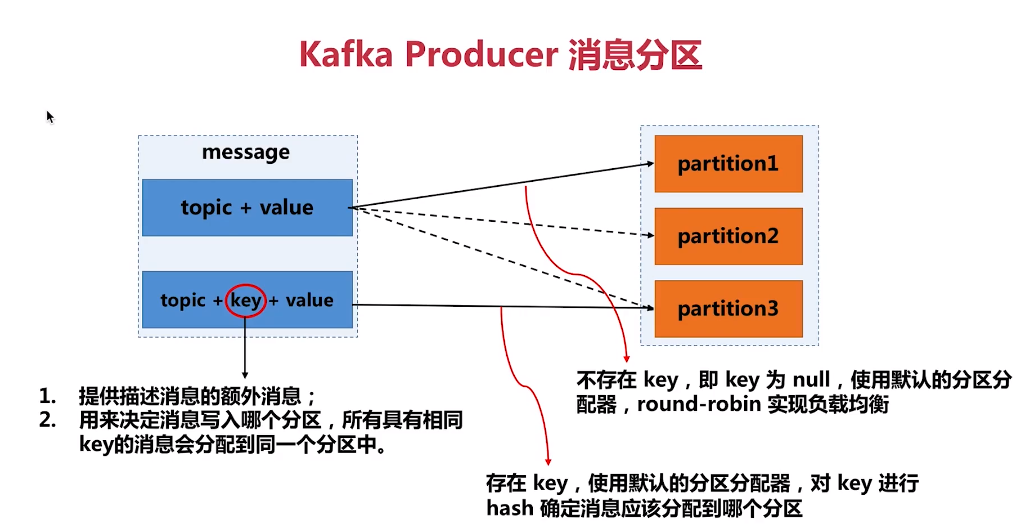 Kafka Producer 消息分区
message
topic + value
topic + key + value
partition1
partition2
partition3
1. 提供描述消息的额外消息；
2. 用来决定消息写入哪个分区，所有具有相同
key的消息会分配到同一个分区中。
不存在 key，即 key 为 null，使用默认的分区分
配器，round-robin 实现负载均衡
存在 key，使用默认的分区分配器，对 key 进行
hash 确定消息应该分配到哪个分区